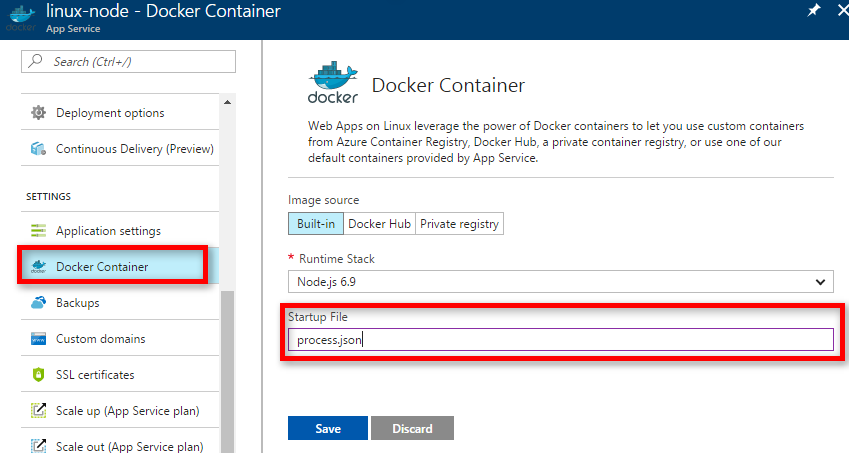 linux-node - Docker Container
docker
App Service
Search (Ctrl+/)
Deployment options
Continuous Delivery (Preview)
SETTINGS
Application settings
Docker Container
Backups
Custom domains
SSL certificates
Scale up (App Service plan)
Scale out (App Service plan)
docker
Docker Container
Web Apps on Linux leverage the power of Docker containers to let you use custom containers
from Azure Container Registry, Docker Hub, a private container registry, or use one of our
default containers provided by App Service.
Image source
Built-in Docker Hub Private registry
* Runtime Stack
Node.js 6.9
Startup File
process.json
Save Discard